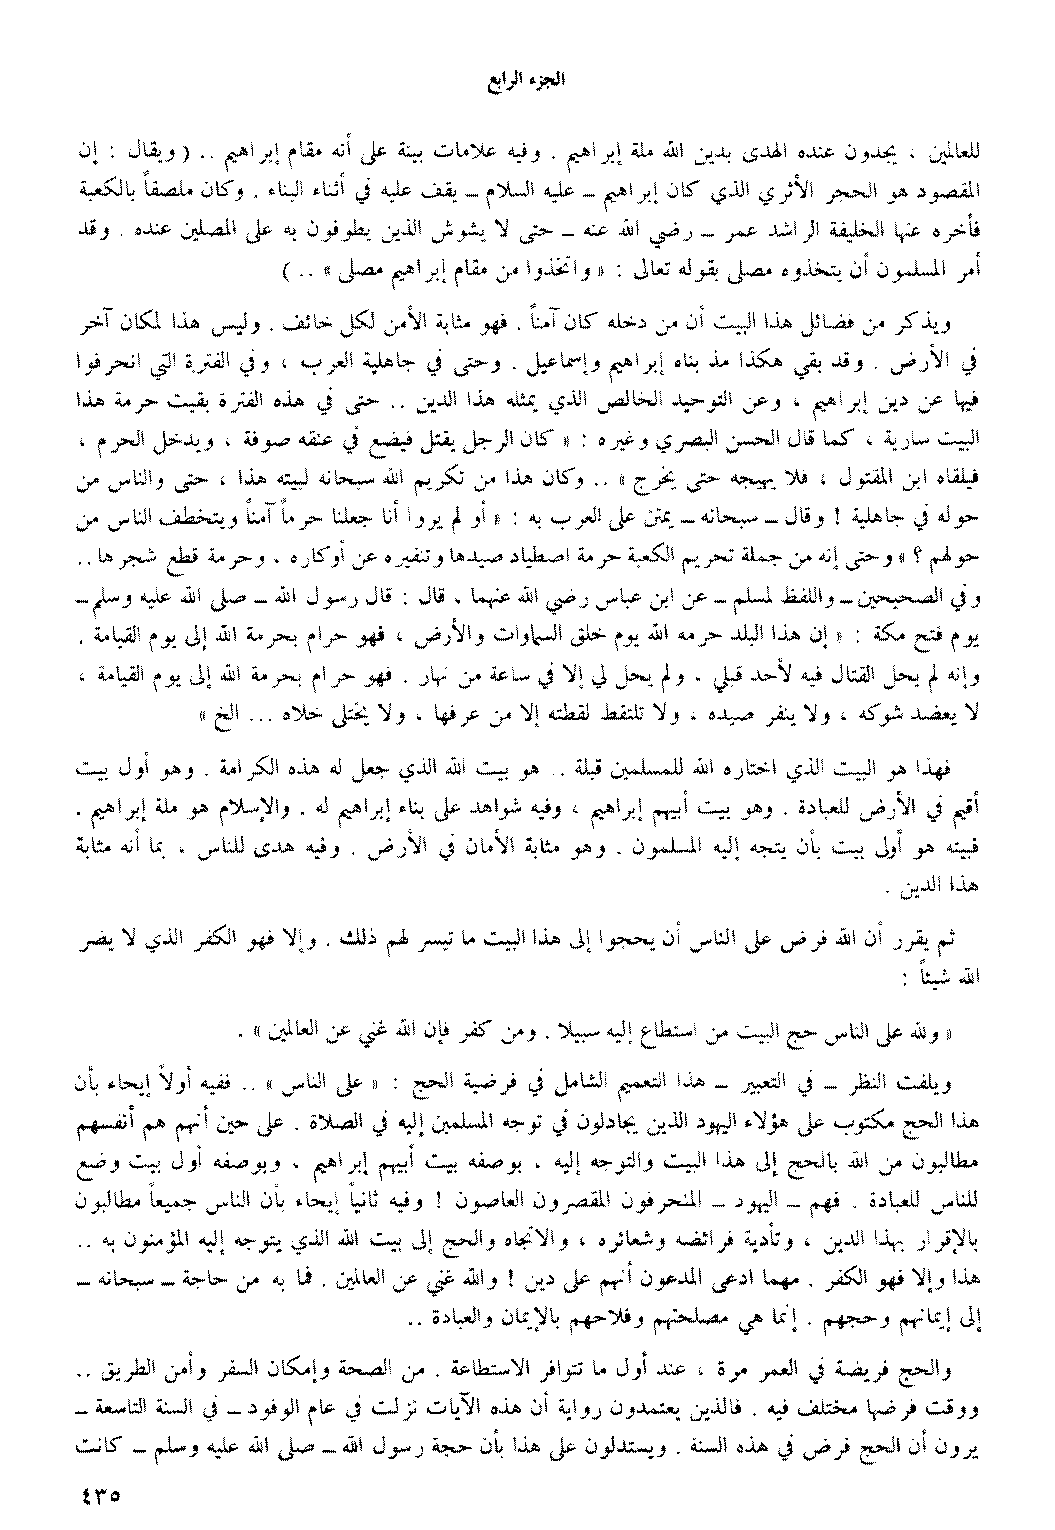 الجزء الرابع
للعالمين ، يجدون عنده الهدى بدين الله ملة إبراهيم . وفيه علامات بينة على أنه مقام إبراهيم .. ( ويقال : إن
المقصود هو الحجر الأثري الذي كان إبراهيم – عليه السلام – يقف عليه في أثناء البناء . وكان ملصقاً بالكعبة
فأخره عنها الخليفة الراشد عمر – رضي الله عنه – حتى لا يشوش الذين يطوفون به على المصلين عنده . وقد
أمر المسلمون أن يتخذوه مصلى بقوله تعالى : « واتخذوا من مقام إبراهيم مصلى » .. )
ويذكر من فضائل هذا البيت أن من دخله كان آمناً . فهو مثابة الأمن لكل خائف . وليس هذا لمكان آخر
في الأرض . وقد بقي هكذا مذ بناه إبراهيم وإسماعيل . وحتى في جاهلية العرب ، وفي الفترة التي انحرفوا
فيها عن دين إبراهيم ، وعن التوحيد الخالص الذي يمثله هذا الدين .. حتى في هذه الفترة بقيت حرمة هذا
البيت سارية ، كما قال الحسن البصري وغيره : « كان الرجل يقتل فيضع في عنقه صوفة ، ويدخل الحرم ،
فيلقاه ابن المقتول ، فلا يهيجه حتى يخرج » .. وكان هذا من تكريم الله سبحانه لبيته هذا ، حتى والناس من
حوله في جاهلية ! وقال – سبحانه – يمتن على العرب به : « أو لم يروا أنا جعلنا حرماً آمناً ويتخطف الناس من
حولهم ؟ » وحتى إنه من جملة تحريم الكعبة حرمة اصطياد صيدها وتنفيره عن أوكاره ، وحرمة قطع شجرها ..
وفي الصحيحين – واللفظ لمسلم – عن ابن عباس رضي الله عنهما ، قال : قال رسول الله – صلى الله عليه وسلم –
يوم فتح مكة : « إن هذا البلد حرمه الله يوم خلق السماوات والأرض ، فهو حرام بحرمة الله إلى يوم القيامة .
وإنه لم يحل القتال فيه لأحد قبلي ، ولم يحل لي إلا في ساعة من نهار . فهو حرام بحرمة الله إلى يوم القيامة ،
لا يعضد شوكه ، ولا ينفر صيده ، ولا تلتقط لقطته إلا من عرفها ، ولا يختلى خلاه ... الخ »
فهذا هو البيت الذي اختاره الله للمسلمين قبلة .. هو بيت الله الذي جعل له هذه الكرامة . وهو أول بيت
أقيم في الأرض للعبادة . وهو بيت أبيهم إبراهيم ، وفيه شواهد على بناء إبراهيم له . والإسلام هو ملة إبراهيم .
فبيته هو أولى بيت بأن يتجه إليه المسلمون . وهو مثابة الأمان في الأرض . وفيه هدى للناس ، بما أنه مثابة
هذا الدين .
ثم يقرر أن الله فرض على الناس أن يحجوا إلى هذا البيت ما تيسر لهم ذلك . وإلا فهو الكفر الذي لا يضر
الله شيئاً :
« ولله على الناس حج البيت من استطاع إليه سبيلا . ومن كفر فإن الله غني عن العالمين » .
ويلفت النظر – في التعبير – هذا التعميم الشامل في فرضية الحج : « على الناس » .. ففيه أولاً إيحاء بأن
هذا الحج مكتوب على هؤلاء اليهود الذين يجادلون في توجه المسلمين إليه في الصلاة . على حين أنهم هم أنفسهم
مطالبون من الله بالحج إلى هذا البيت والتوجه إليه ، بوصفه بيت أبيهم إبراهيم ، وبوصفه أول بيت وضع
للناس للعبادة . فهم – اليهود – المنحرفون المقصرون العاصون ! وفيه ثانياً إيحاء بأن الناس جميعاً مطالبون
بالإقرار بهذا الدين ، وتأدية فرائضه وشعائره ، والاتجاه والحج إلى بيت الله الذي يتوجه إليه المؤمنون به ..
هذا وإلا فهو الكفر . مهما ادعى المدعون أنهم على دين ! والله غني عن العالمين . فما به من حاجة – سبحانه –
إلى إيمانهم وحجهم . إنما هي مصلحتهم وفلاحهم بالإيمان والعبادة ..
والحج فريضة في العمر مرة ، عند أول ما تتوافر الاستطاعة . من الصحة وإمكان السفر وأمن الطريق ..
ووقت فرضها مختلف فيه . فالذين يعتمدون رواية أن هذه الآيات نزلت في عام الوفود – في السنة التاسعة –
يرون أن الحج فرض في هذه السنة . ويستدلون على هذا بأن حجة رسول الله – صلى الله عليه وسلم – كانت
٤٣٥